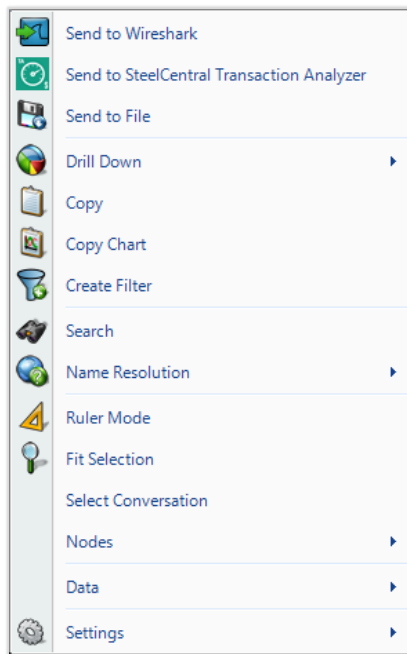 Send to Wireshark
Send to SteelCentral Transaction Analyzer
Send to File
Drill Down
Copy
Copy Chart
Create Filter
Search
Name Resolution
Ruler Mode
Fit Selection
Select Conversation
Nodes
Data
Settings